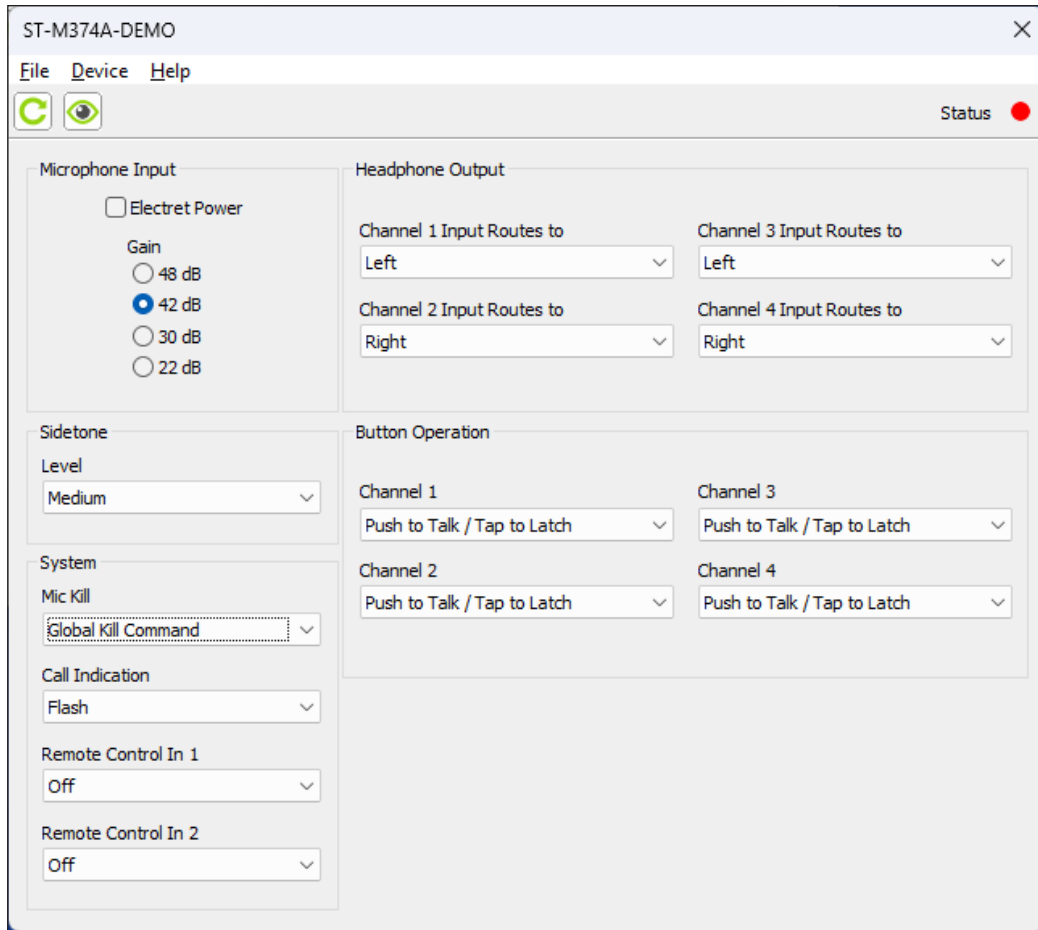 ST-M374A-DEMO
File Device Help
Status
Microphone Input
Electret Power
Gain
48 dB
42 dB
30 dB
22 dB
Headphone Output
Channel 1 Input Routes to
Left
Channel 3 Input Routes to
Left
Channel 2 Input Routes to
Right
Channel 4 Input Routes to
Right
Sidetone
Level
Medium
Button Operation
Channel 1
Push to Talk / Tap to Latch
Channel 3
Push to Talk / Tap to Latch
Channel 2
Push to Talk / Tap to Latch
Channel 4
Push to Talk / Tap to Latch
System
Mic Kill
Global Kill Command
Call Indication
Flash
Remote Control In 1
Off
Remote Control In 2
Off